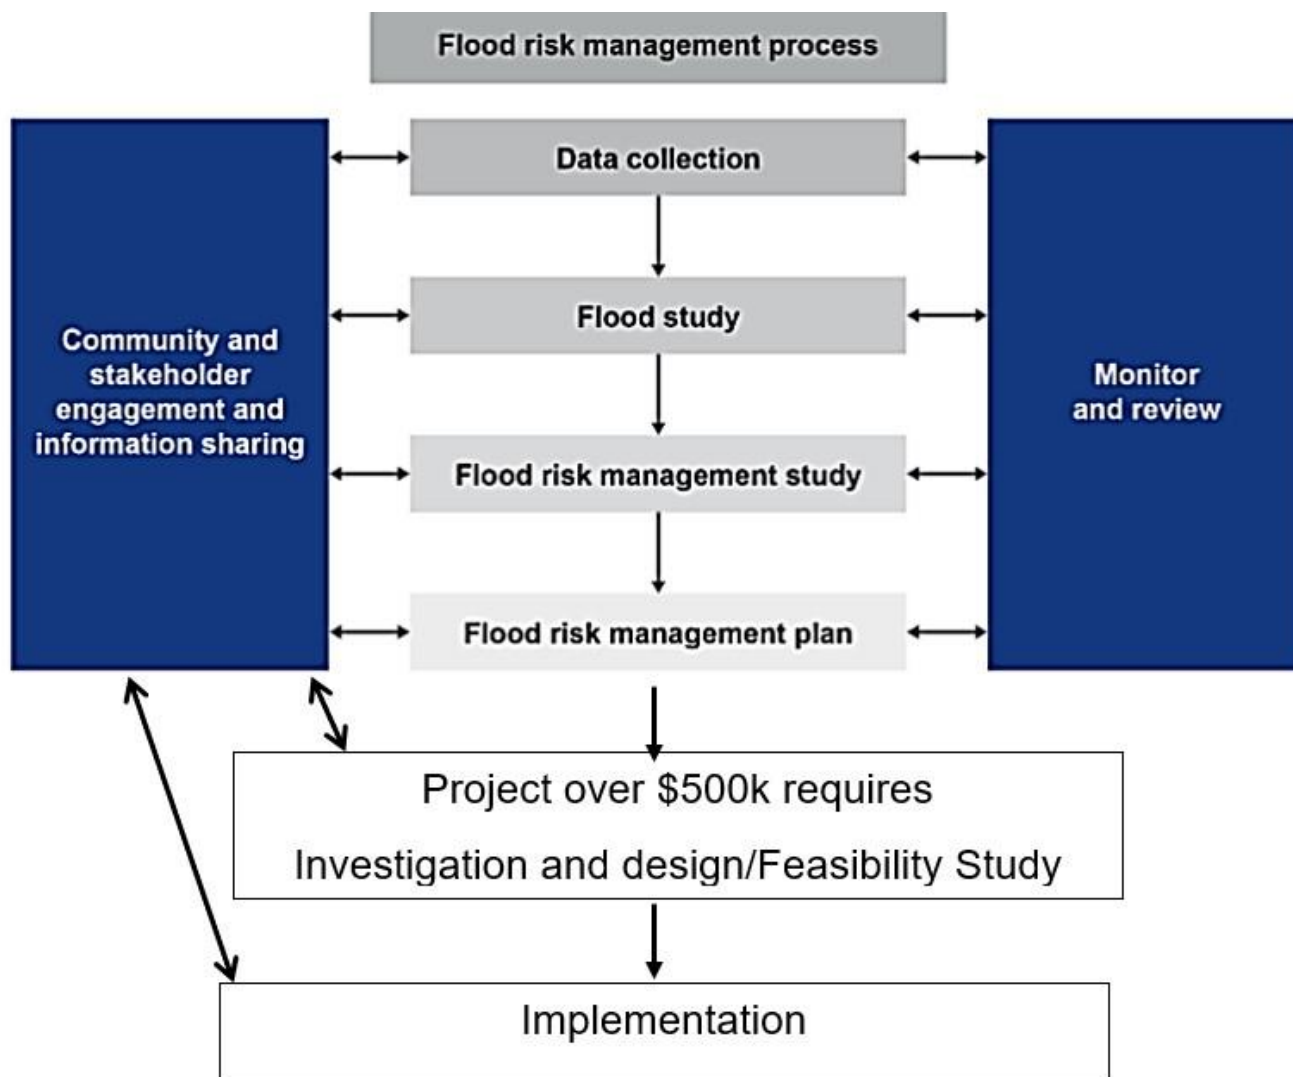 Flood risk management process
Data collection
Flood study
Community and
stakeholder
engagement and
information sharing
Monitor
and review
Flood risk management study
Flood risk management plan
Project over $500k requires
Investigation and design/Feasibility Study
Implementation